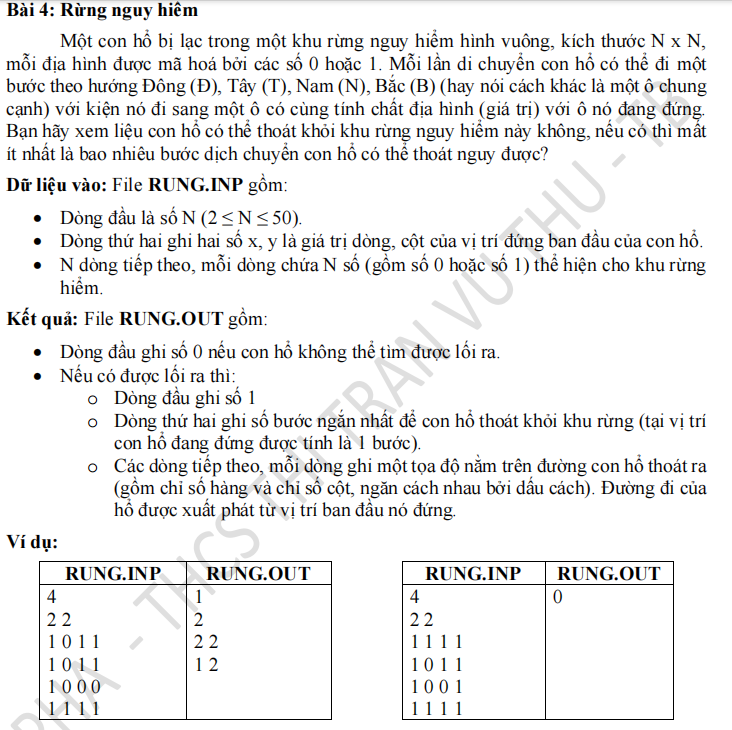 Bài 4: Rừng nguy hiểm
Một con hổ bị lạc trong một khu rừng nguy hiểm hình vuông, kích thước N x N,
mỗi địa hình được mã hoá bởi các số 0 hoặc 1. Mỗi lần di chuyển con hổ có thể đi một
bước theo hướng Đông (Đ), Tây (T), Nam (N), Bắc (B) (hay nói cách khác là một ô chung
cạnh) với kiện nó đi sang một ô có cùng tính chất địa hình (giá trị) với ô nó đang đứng.
Bạn hãy xem liệu con hổ có thể thoát khỏi khu rừng nguy hiểm này không, nếu có thì mất
ít nhất là bao nhiêu bước dịch chuyển con hổ có thể thoát nguy được?
Dữ liệu vào: File RUNG.INP gồm:
• Dòng đầu là số N (2 ≤ N ≤ 50).
• Dòng thứ hai ghi hai số x, y là giá trị dòng, cột của vị trí đứng ban đầu của con hổ.
• N dòng tiếp theo, mỗi dòng chứa N số (gồm số 0 hoặc số 1) thể hiện cho khu rừng
hiểm.
Kết quả: File RUNG.OUT gồm:
• Dòng đầu ghi số 0 nếu con hổ không thể tìm được lối ra.
• Nếu có được lối ra thì:
o Dòng đầu ghi số 1
o Dòng thứ hai ghi số bước ngắn nhất để con hổ thoát khỏi khu rừng (tại vị trí
con hổ đang đứng được tính là 1 bước).
o Các dòng tiếp theo, mỗi dòng ghi một tọa độ nằm trên đường con hổ thoát ra
(gồm chỉ số hàng và chỉ số cột, ngăn cách nhau bởi dấu cách). Đường đi của
hổ được xuất phát từ vị trí ban đầu nó đứng.
Ví dụ:
RUNG.INP RUNG.OUT
4 1
2 2 2
1 0 1 1 2 2
1 0 1 1 1 2
1 0 0 0
1 1 1 1
RUNG.INP RUNG.OUT
4 0
2 2
1 1 1 1
1 0 1 1
1 0 0 1
1 1 1 1
PHA - THCS THỊ TRẤN VŨ THƯ - TB